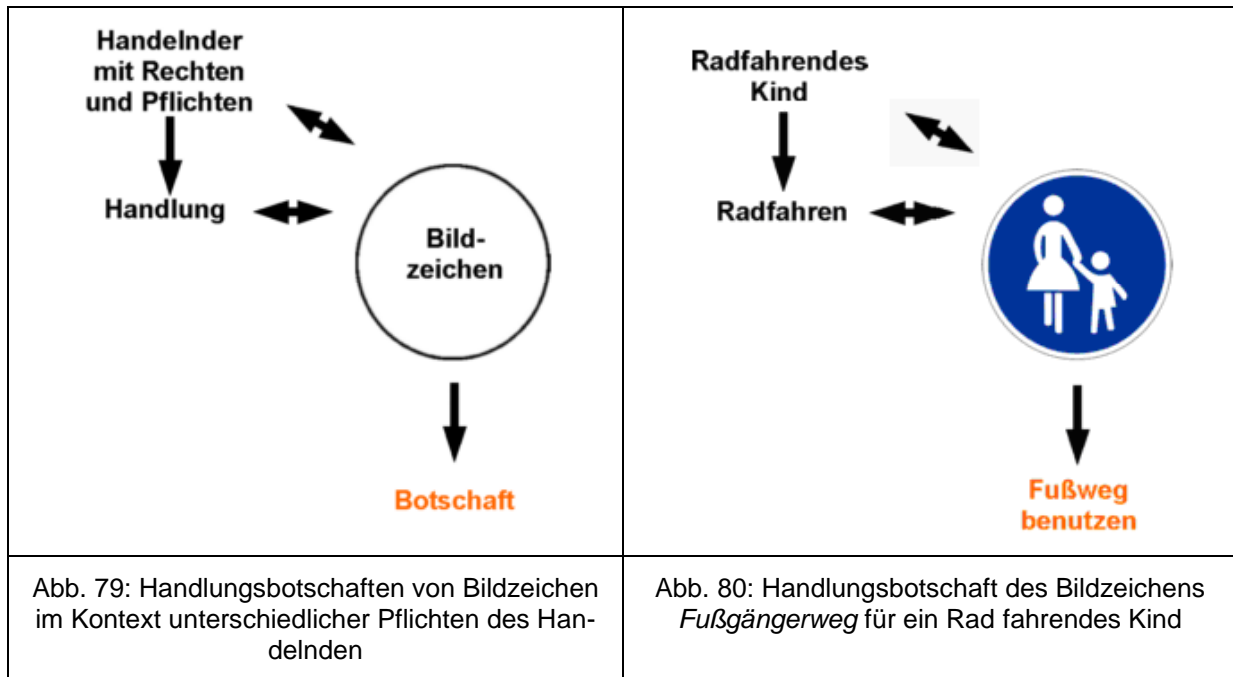 Handelnder
mit Rechten
und Pflichten
Handlung
Bild-
zeichen
Botschaft
Abb. 79: Handlungsbotschaften von Bildzeichen
im Kontext unterschiedlicher Pflichten des Han-
delnden
Radfahrendes
Kind
Radfahren
Fußweg
benutzen
Abb. 80: Handlungsbotschaft des Bildzeichens
Fußgängerweg für ein Rad fahrendes Kind